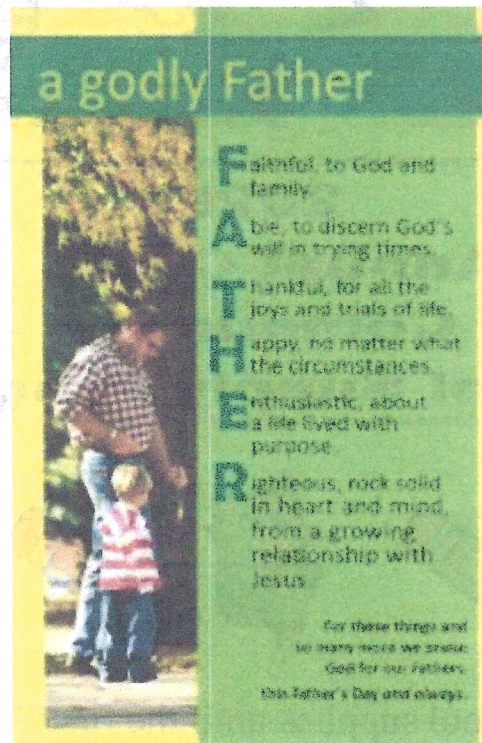 a godly Father
Faithful, to God and
family.
Able, to discern God's
will in trying times.
Thankful, for all the
joys and trials of life.
Happy, no matter what
the circumstances.
Enthusiastic, about
a life lived with
purpose.
Righteous, rock solid
in heart and mind,
from a growing
relationship with
Jesus.
For these things and
so many more we praise
God for our Fathers,
this Father's Day and always.